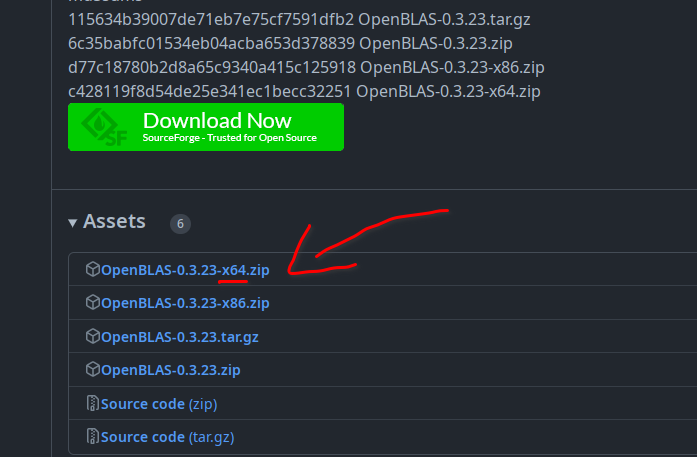 115634b39007de71eb7e75cf7591dfb2 OpenBLAS-0.3.23.tar.gz
6c35babfc01534eb04acba653d378839 OpenBLAS-0.3.23.zip
d77c18780b2d8a65c9340a415c125918 OpenBLAS-0.3.23-x86.zip
c428119f8d54de25e341ec1becc32251 OpenBLAS-0.3.23-x64.zip
SF
Download Now
SourceForge - Trusted for Open Source
Assets 6
OpenBLAS-0.3.23-x64.zip
OpenBLAS-0.3.23-x86.zip
OpenBLAS-0.3.23.tar.gz
OpenBLAS-0.3.23.zip
Source code (zip)
Source code (tar.gz)